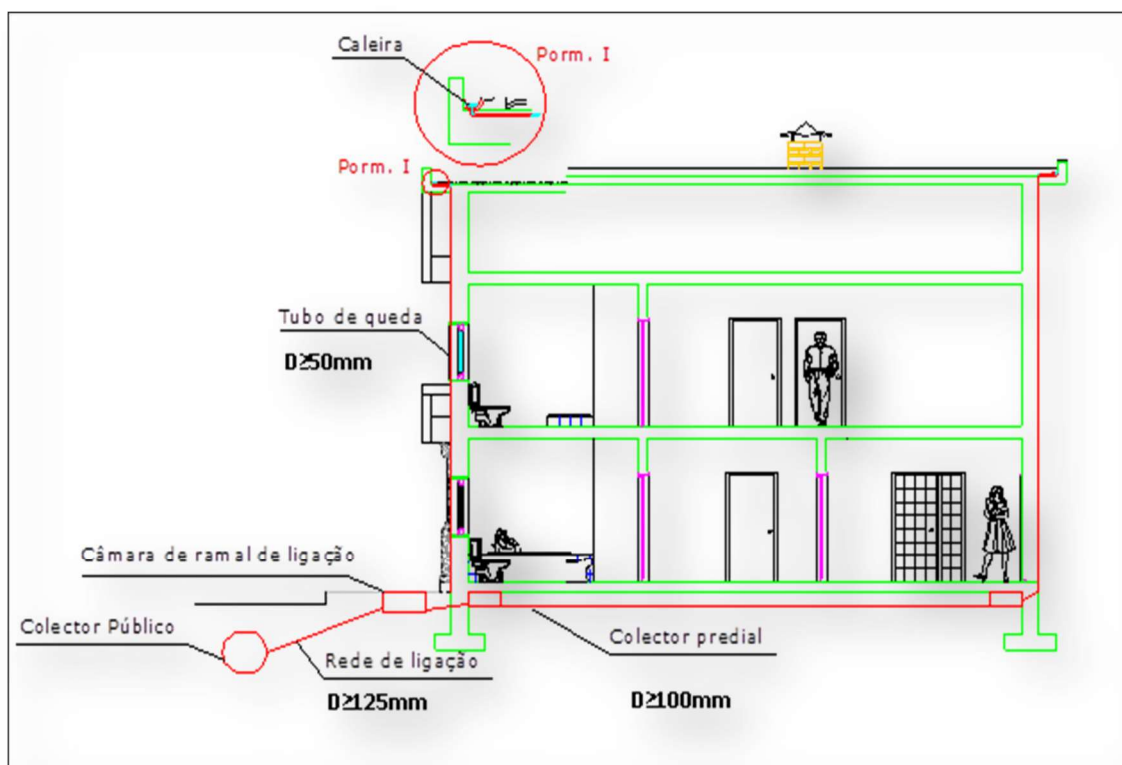 Caleira
Porm. I
Porm. I
Tubo de queda
D≥50mm
Câmara de ramal de ligação
Colector Público
Colector predial
Rede de ligação
D≥125mm
D≥100mm